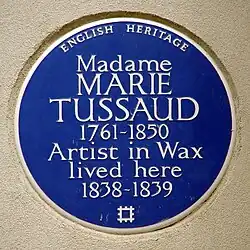 ENGLISH HERITAGE
Madame
MARIE
TUSSAUD
1761-1850
Artist in Wax
lived here
1838-1839